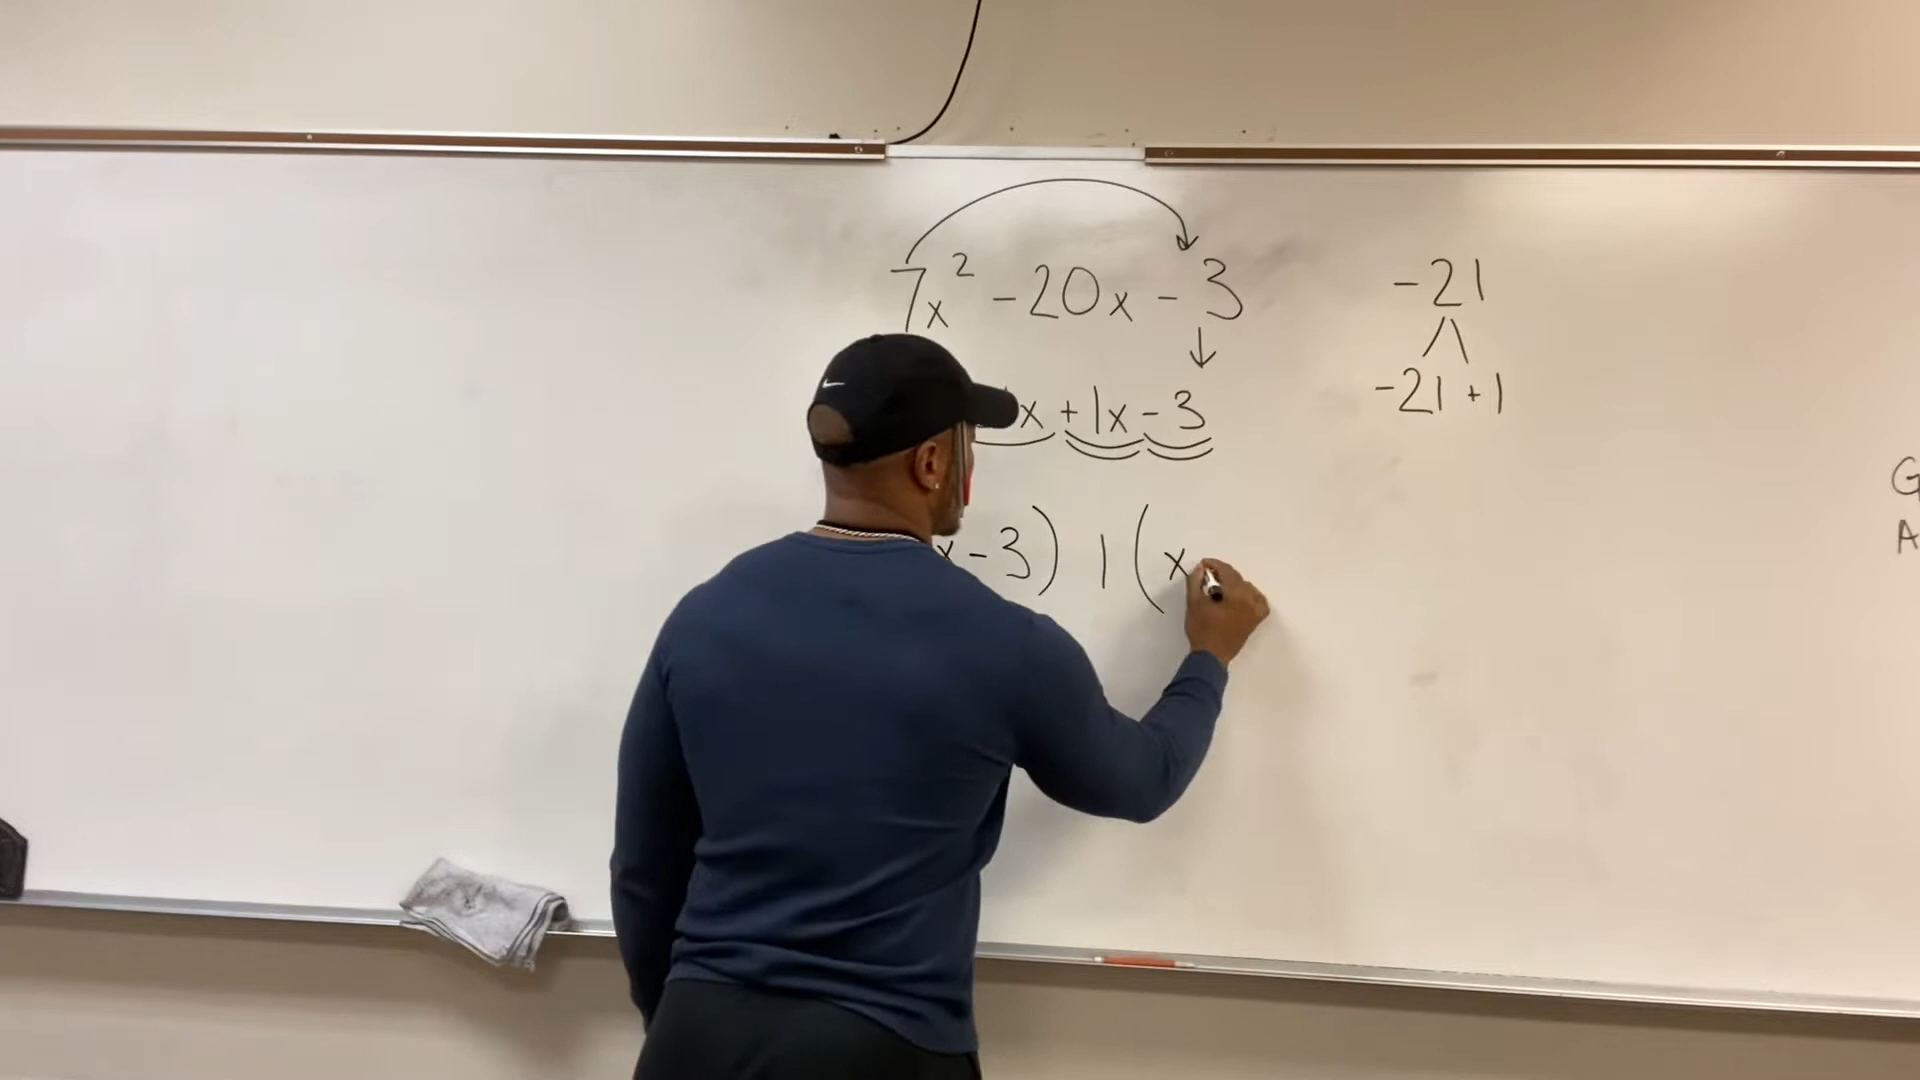 7x² - 20x - 3
-21
x + 1x - 3
-21 + 1
x - 3) 1 (x
G
A